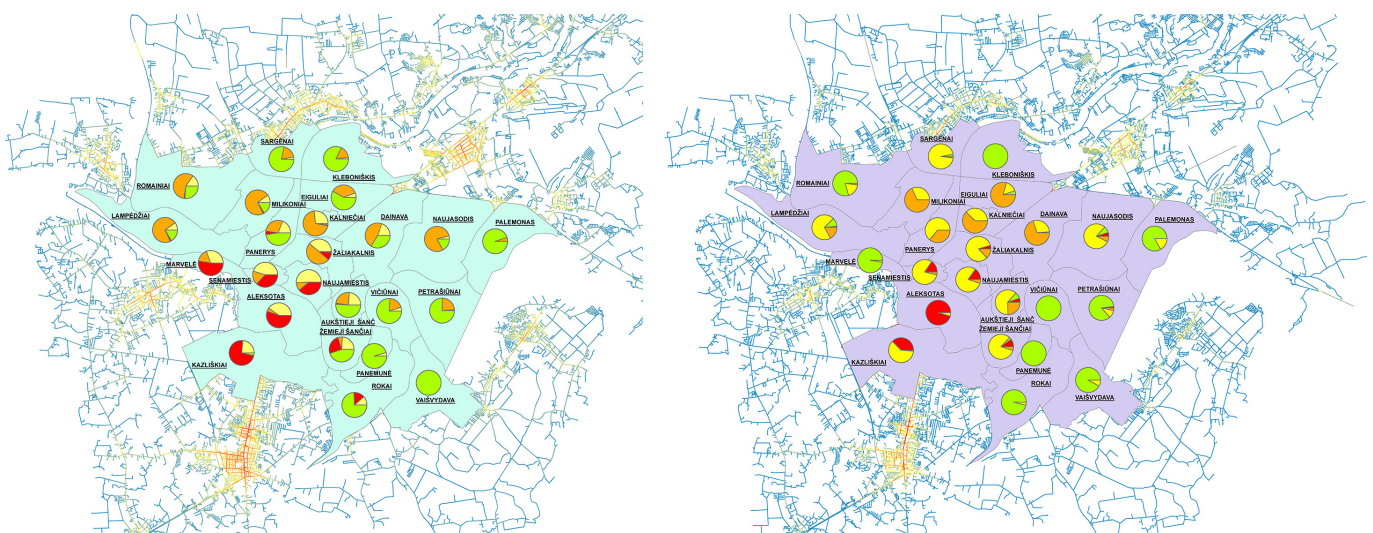 SARGĖNAI
KLEBONIŠKIS
ROMAINIAI
EIGULIAI
MILIKONIAI
LAMPĖDŽIAI
KALNIEČIAI
DAINAVA
NAUJASODIS
PALEMONAS
PANERYS
ŽALIAKALNIS
MARVELĖ
SENAMIESTIS
NAUJAMIESTIS
ALEKSOTAS
VIČIŪNAI
PETRAŠIŪNAI
AUKŠTIEJI ŠANČ
ŽEMIEJI ŠANČIAI
KAZLIŠKIAI
PANEMUNĖ
ROKAI
VAIŠVYDAVA
SARGĖNAI
KLEBONIŠKIS
ROMAINIAI
EIGULIAI
MILIKONIAI
LAMPĖDŽIAI
KALNIEČIAI
DAINAVA
NAUJASODIS
PALEMONAS
PANERYS
ŽALIAKALNIS
MARVELĖ
SENAMIESTIS
NAUJAMIESTIS
ALEKSOTAS
VIČIŪNAI
PETRAŠIŪNAI
AUKŠTIEJI ŠANČ
ŽEMIEJI ŠANČIAI
KAZLIŠKIAI
PANEMUNĖ
ROKAI
VAIŠVYDAVA